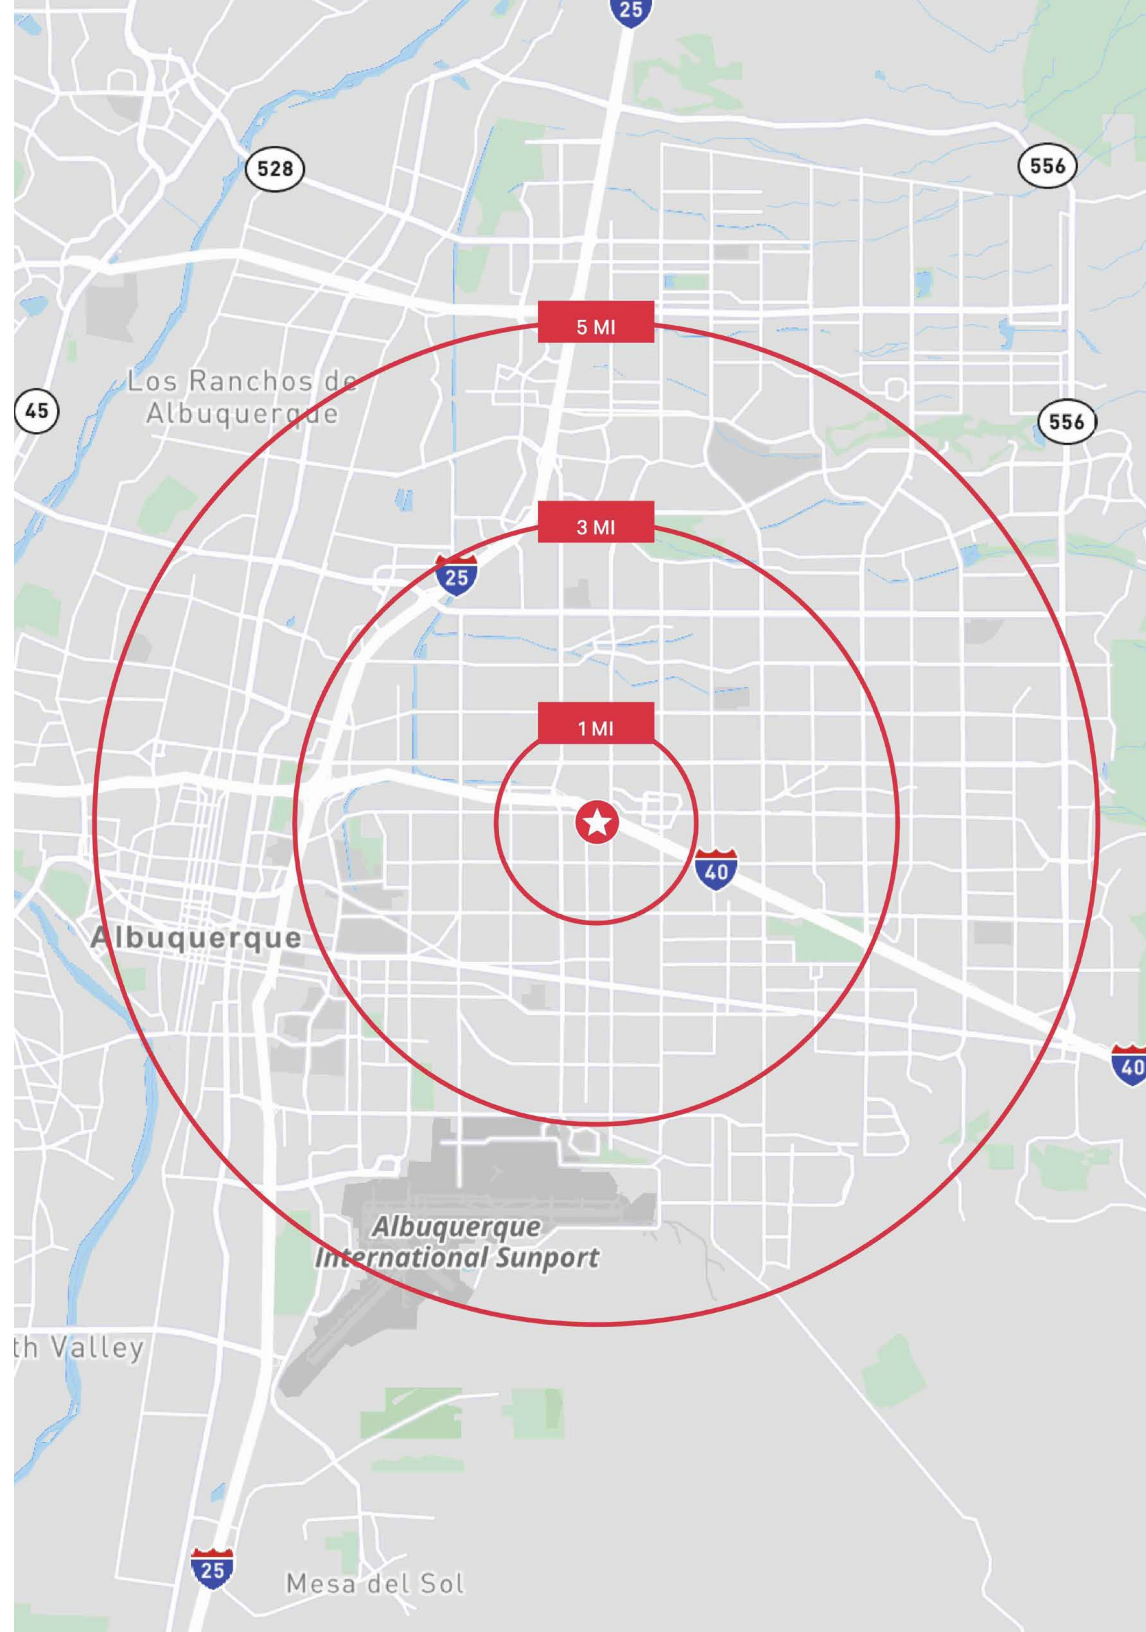 25
528
556
5 MI
Los Ranchos de
Albuquerque
45
556
3 MI
25
1 MI
40
Albuquerque
40
Albuquerque
International Sunport
th Valley
25
Mesa del Sol